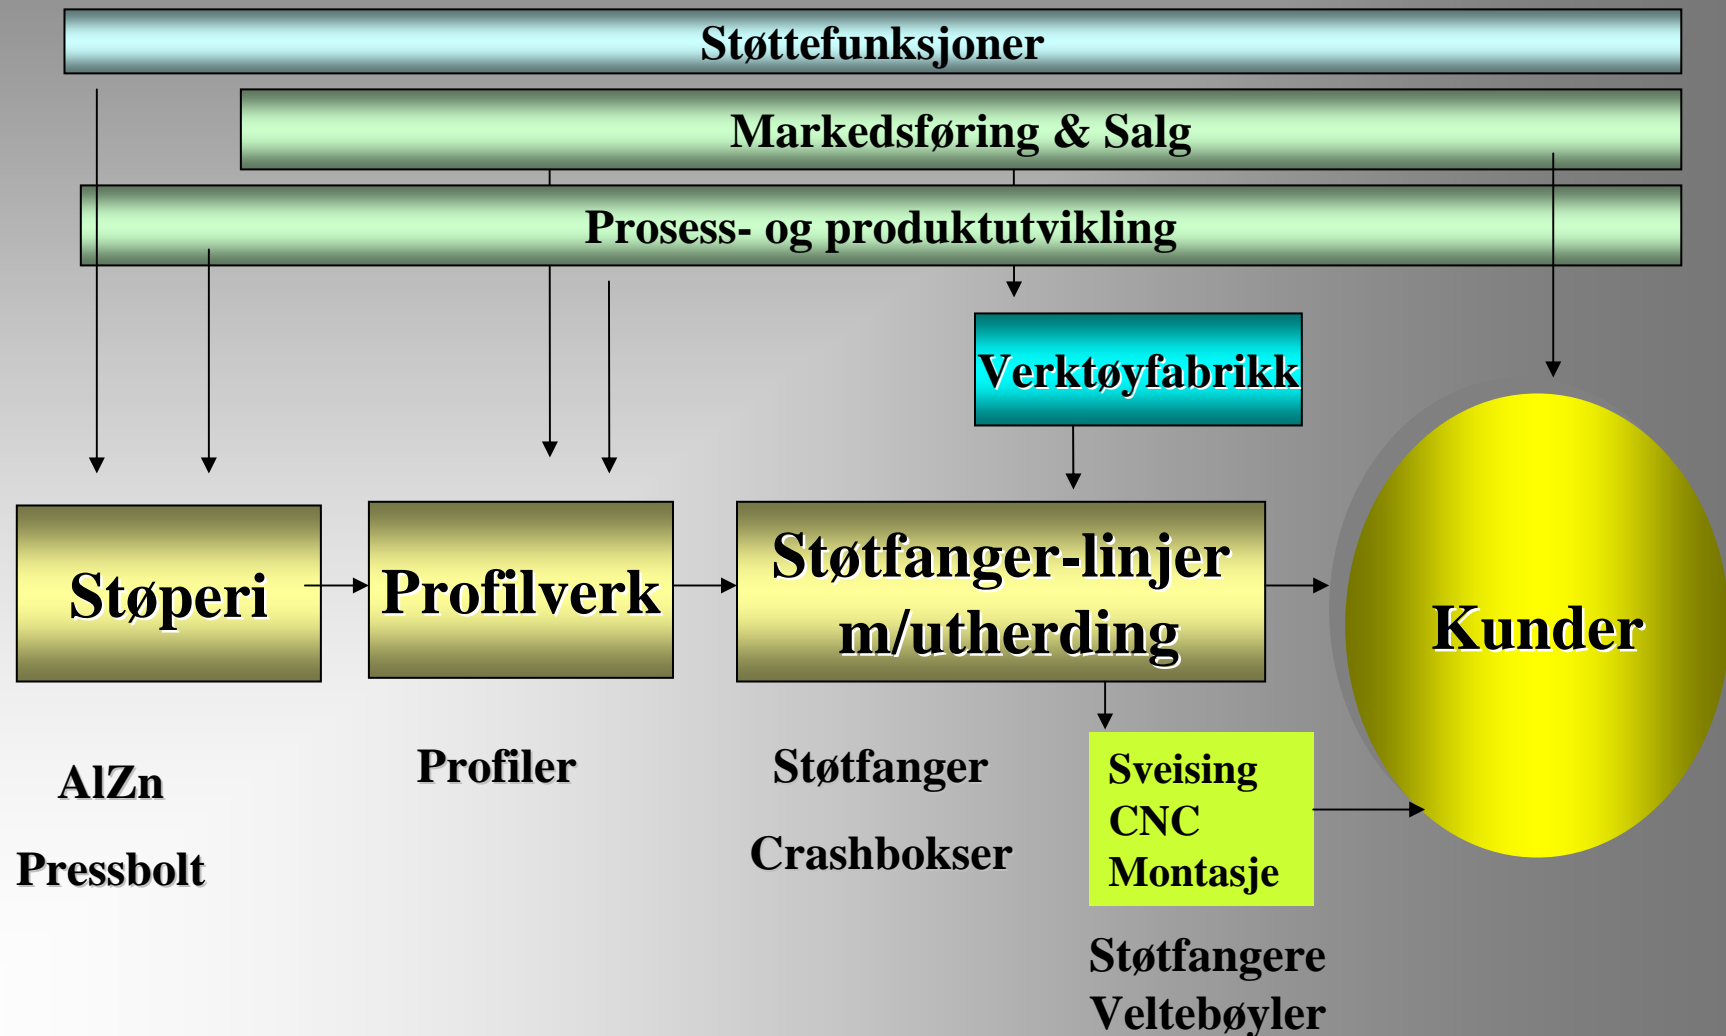 Støttefunksjoner
Markedsføring & Salg
Prosess- og produktutvikling
Verktøyfabrikk
Støperi
Profilverk
Støtfanger-linjer
m/utherding
Kunder
AlZn
Pressbolt
Profiler
Støtfanger
Crashbokser
Sveising
CNC
Montasje
Støtfangere
Veltebøyler